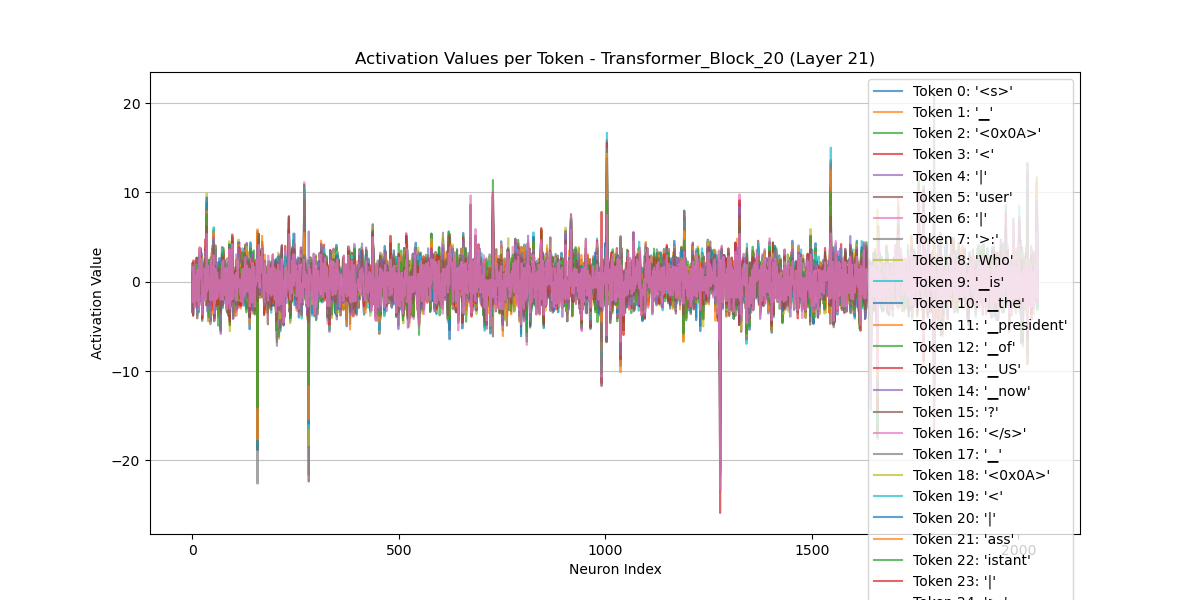 Activation Values per Token - Transformer_Block_20 (Layer 21)
Activation Value
20
10
0
−10
−20
0
500
1000
1500
2000
Neuron Index
Token 0: '<s>'
Token 1: '▁'
Token 2: '<0x0A>'
Token 3: '<'
Token 4: '|'
Token 5: 'user'
Token 6: '|'
Token 7: '>:'
Token 8: 'Who'
Token 9: '▁is'
Token 10: '▁the'
Token 11: '▁president'
Token 12: '▁of'
Token 13: '▁US'
Token 14: '▁now'
Token 15: '?'
Token 16: '</s>'
Token 17: '▁'
Token 18: '<0x0A>'
Token 19: '<'
Token 20: '|'
Token 21: 'ass'
Token 22: 'istant'
Token 23: '|'